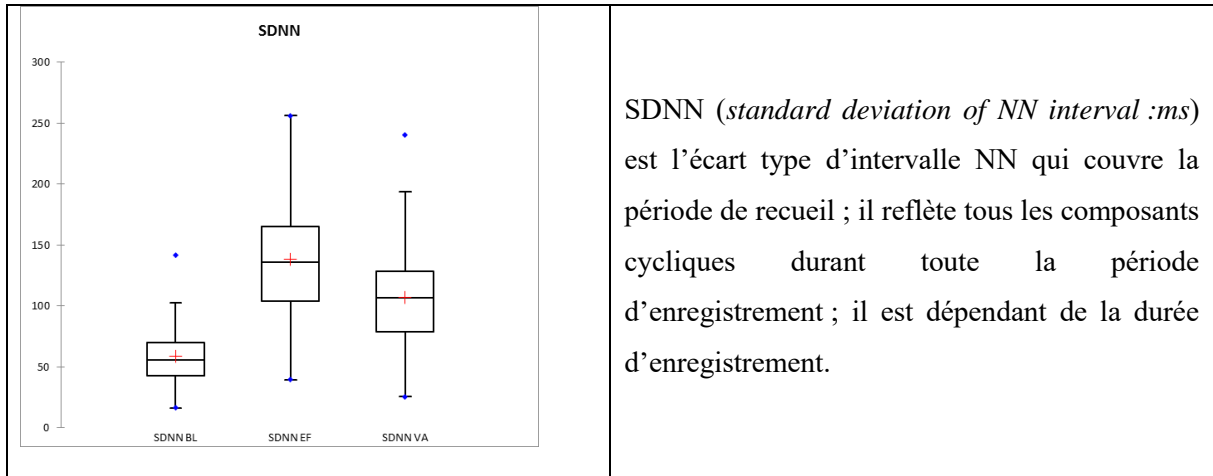 SDNN
300
250
200
150
100
50
0
SDNN BL SDNN EF SDNN VA
SDNN (standard deviation of NN interval :ms)
est l’écart type d’intervalle NN qui couvre la
période de recueil ; il reflète tous les composants
cycliques durant toute la période
d’enregistrement ; il est dépendant de la durée
d’enregistrement.